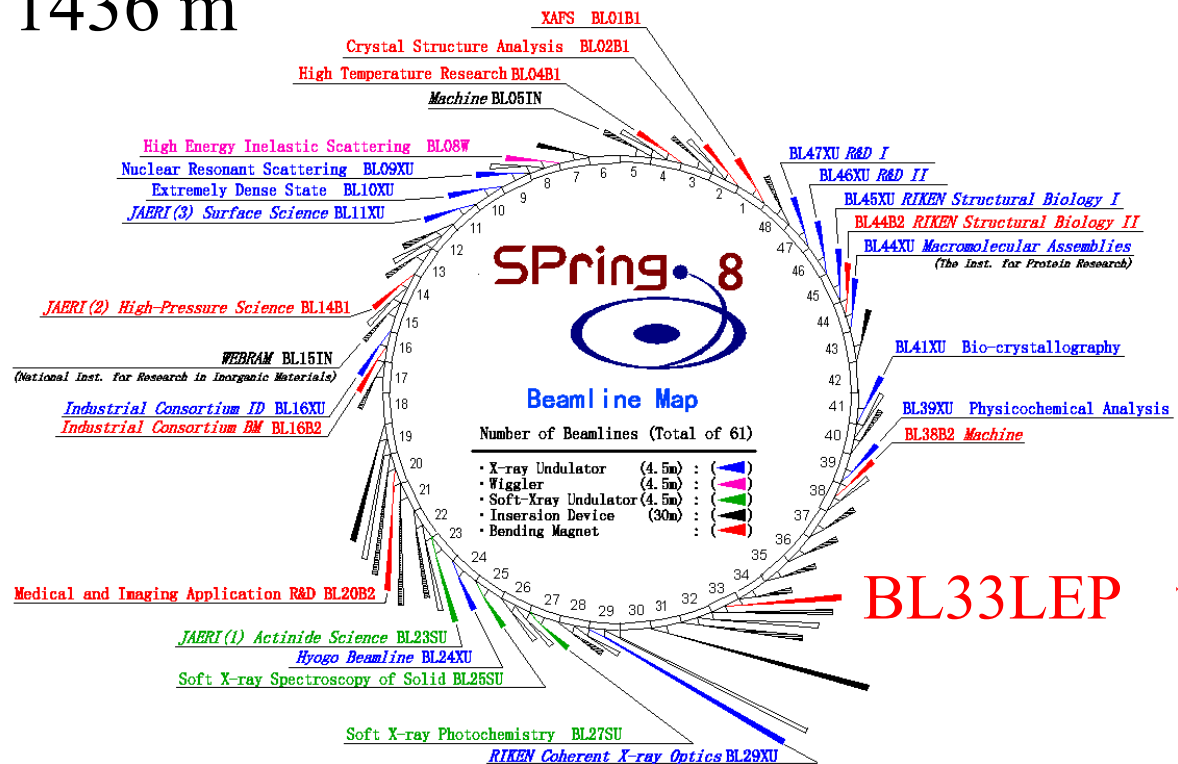 1436 m
XAFS BL01B1
Crystal Structure Analysis BL02B1
High Temperature Research BL04B1
Machine BL05IN
High Energy Inelastic Scattering BL08W
Nuclear Resonant Scattering BL09XU
Extremely Dense State BL10XU
JAERI(3) Surface Science BL11XU
BL47XU R&D I
BL46XU R&D II
BL45XU RIKEN Structural Biology I
BL44B2 RIKEN Structural Biology II
BL44XU Macromolecular Assemblies
(The Inst. for Protein Research)
JAERI(2) High-Pressure Science BL14B1
WEBRAM BL15IN
(National Inst. for Research in Inorganic Materials)
Industrial Consortium ID BL16XU
Industrial Consortium BM BL16B2
BL41XU Bio-crystallography
BL39XU Physicochemical Analysis
BL38B2 Machine
SPring-8
Beamline Map
Number of Beamlines (Total of 61)
・X-ray Undulator (4.5m) : ( )
・Wiggler (4.5m) : ( )
・Soft-Xray Undulator(4.5m) : ( )
・Insersion Device (30m) : ( )
・Bending Magnet : ( )
1
2
3
4
5
6
7
8
9
10
11
12
13
14
15
16
17
18
19
20
21
22
23
24
25
26
27
28
29
30
31
32
33
34
35
36
37
38
39
40
41
42
43
44
45
46
47
48
BL33LEP
Medical and Imaging Application R&D BL20B2
JAERI(1) Actinide Science BL23SU
Hyogo Beamline BL24XU
Soft X-ray Spectroscopy of Solid BL25SU
Soft X-ray Photochemistry BL27SU
RIKEN Coherent X-ray Optics BL29XU